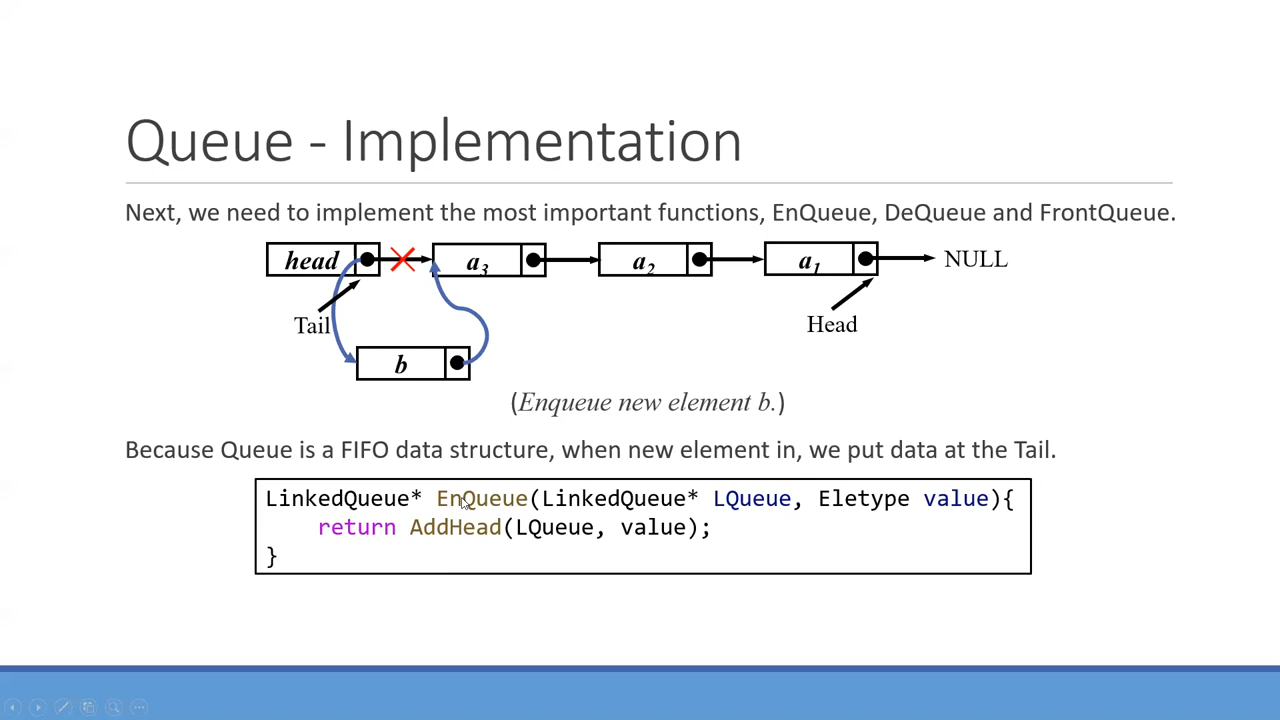 Queue - Implementation
Next, we need to implement the most important functions, EnQueue, DeQueue and FrontQueue.
head a3 a2 a1 NULL
Tail Head
b
(Enqueue new element b.)
Because Queue is a FIFO data structure, when new element in, we put data at the Tail.
LinkedQueue* EnQueue(LinkedQueue* LQueue, Eletype value){
return AddHead(LQueue, value);
}